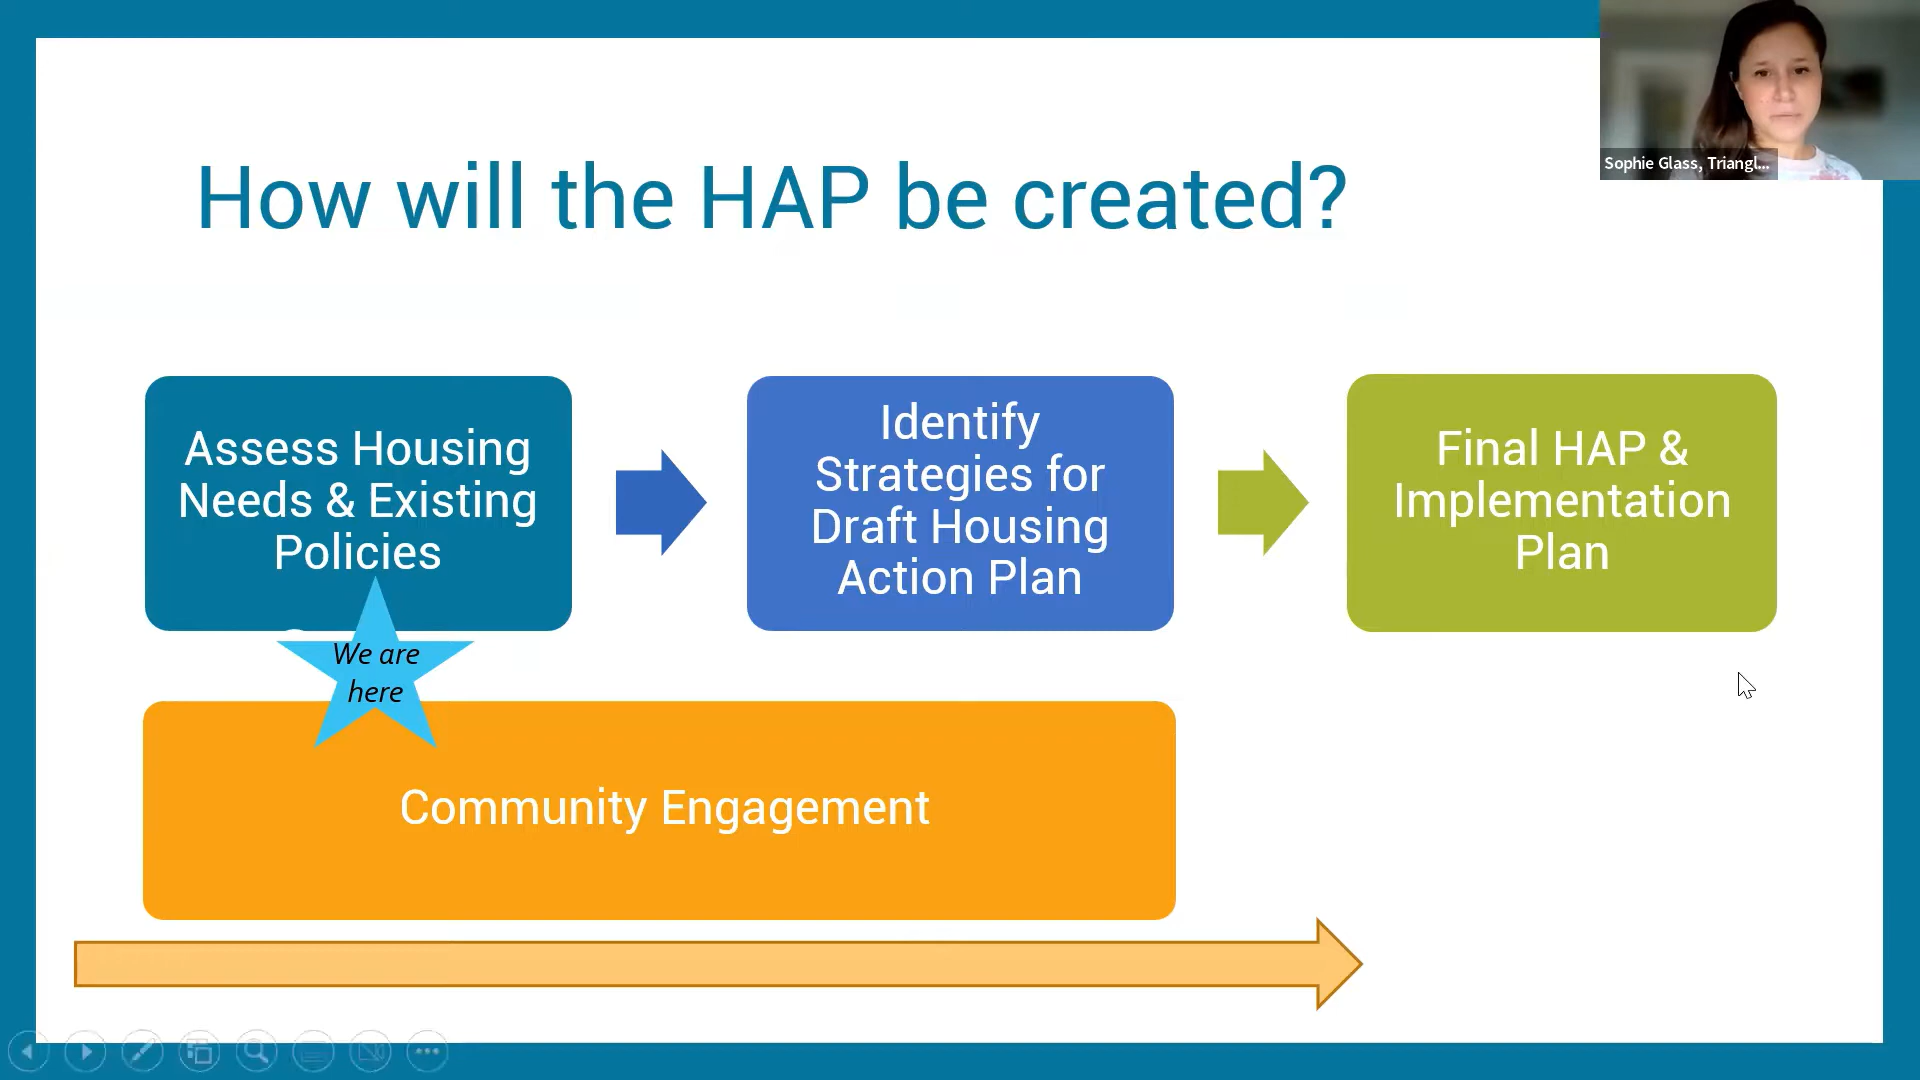 How will the HAP be created?
Sophie Glass, Triangl...
Assess Housing
Needs & Existing
Policies
Identify
Strategies for
Draft Housing
Action Plan
Final HAP &
Implementation
Plan
We are
here
Community Engagement